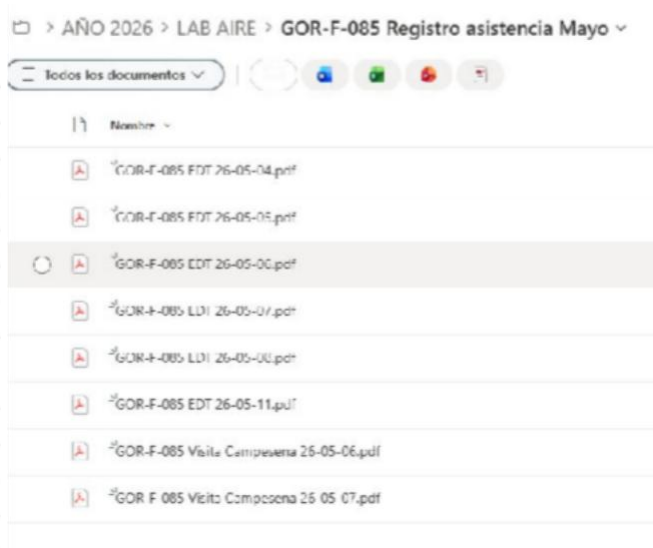 AÑO 2026 > LAB AIRE > GOR-F-085 Registro asistencia Mayo
Todos los documentos
Nombre
GOR-F-085 EDT 26-05-04.pdf
GOR-F-085 EDT 26-05-05.pdf
GOR-F-085 EDT 26-05-06.pdf
GOR-F-085 EDT 26-05-07.pdf
GOR-F-085 EDT 26-05-08.pdf
GOR-F-085 EDT 26-05-11.pdf
GOR-F-085 Visita Campesena 26-05-06.pdf
GOR-F-085 Visita Campesena 26-05-07.pdf